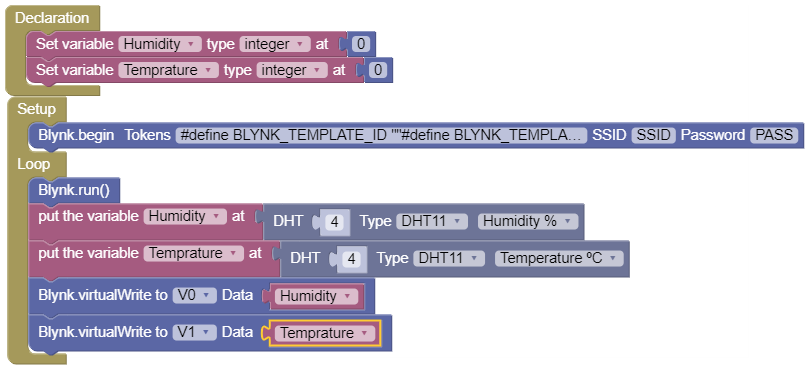 Declaration
Set variable Humidity type integer at 0
Set variable Temprature type integer at 0
Setup
Blynk.begin Tokens #define BLYNK_TEMPLATE_ID ""#define BLYNK_TEMPLA... SSID SSID Password PASS
Loop
Blynk.run()
put the variable Humidity at DHT 4 Type DHT11 Humidity %
put the variable Temprature at DHT 4 Type DHT11 Temperature ºC
Blynk.virtualWrite to V0 Data Humidity
Blynk.virtualWrite to V1 Data Temprature